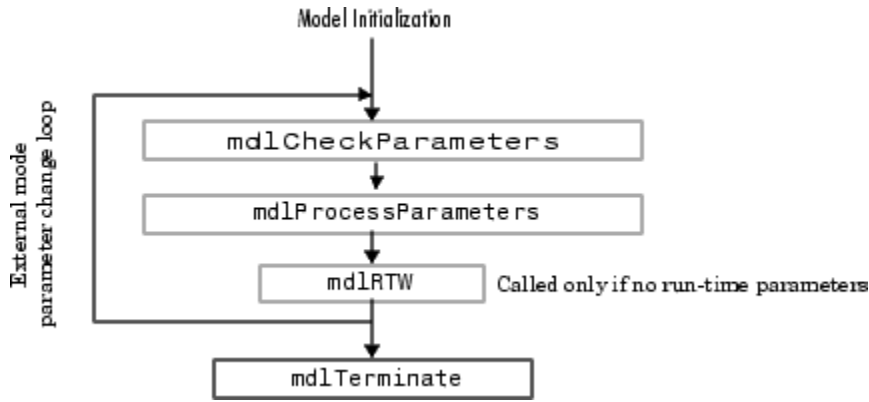 Model Initialization
External mode
parameter change loop
mdlCheckParameters
mdlProcessParameters
mdlRTW
Called only if no run-time parameters
mdlTerminate